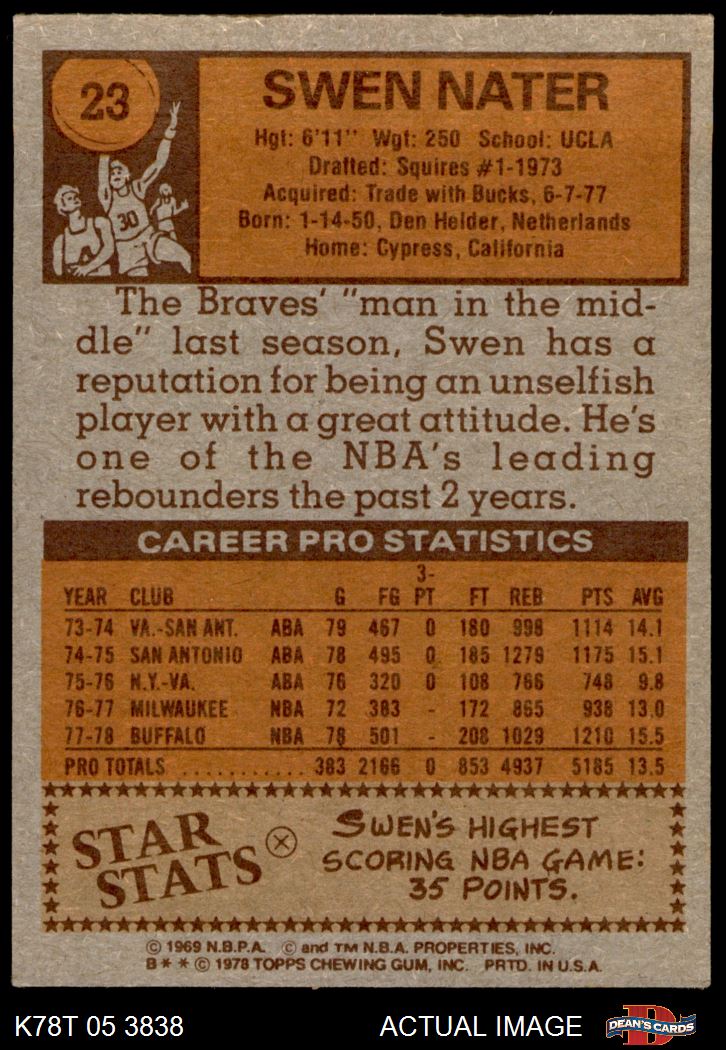 23
30
SWEN NATER
Hgt: 6'11" Wgt: 250 School: UCLA
Drafted: Squires #1-1973
Acquired: Trade with Bucks, 6-7-77
Born: 1-14-50, Den Helder, Netherlands
Home: Cypress, California
The Braves' "man in the mid-
dle" last season, Swen has a
reputation for being an unselfish
player with a great attitude. He's
one of the NBA's leading
rebounders the past 2 years.
CAREER PRO STATISTICS
YEAR CLUB G FG 3-PT FT REB PTS AVG
73-74 VA.-SAN ANT. ABA 79 467 0 180 998 1114 14.1
74-75 SAN ANTONIO ABA 78 495 0 185 1279 1175 15.1
75-76 N.Y.-VA. ABA 76 320 0 108 766 748 9.8
76-77 MILWAUKEE NBA 72 383 - 172 865 938 13.0
77-78 BUFFALO NBA 78 501 - 208 1029 1210 15.5
PRO TOTALS ........... 383 2166 0 853 4937 5185 13.5
STAR
STATS
SWEN'S HIGHEST
SCORING NBA GAME:
35 POINTS.
© 1969 N.B.P.A. © and TM N.B.A. PROPERTIES, INC.
B * * © 1978 TOPPS CHEWING GUM, INC. PRTD. IN U.S.A.
K78T 05 3838 ACTUAL IMAGE D DEAN'S CARDS